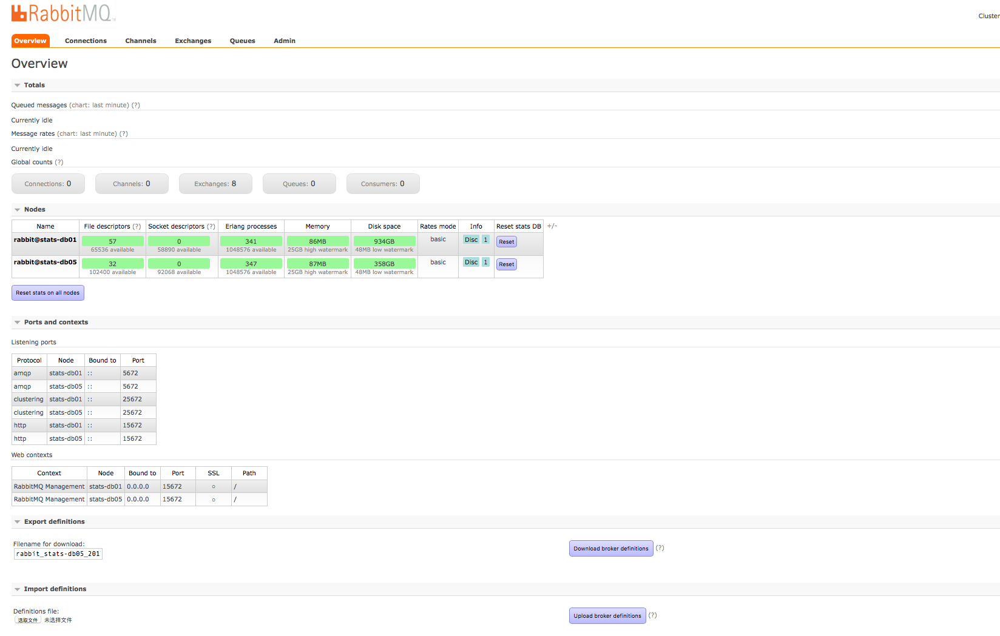 RabbitMQ
Cluster
Overview Connections Channels Exchanges Queues Admin
Overview
Totals
Queued messages (chart: last minute) (?)
Currently idle
Message rates (chart: last minute) (?)
Currently idle
Global counts (?)
Connections: 0 Channels: 0 Exchanges: 8 Queues: 0 Consumers: 0
Nodes
Name File descriptors (?) Socket descriptors (?) Erlang processes Memory Disk space Rates mode Info Reset stats DB +/-
rabbit@stats-db01 57 0 341 86MB 934GB basic Disc 1 Reset
65536 available 58890 available 1048576 available 25GB high watermark 48MB low watermark
rabbit@stats-db05 32 0 347 87MB 358GB basic Disc 1 Reset
102400 available 92068 available 1048576 available 25GB high watermark 48MB low watermark
Reset stats on all nodes
Ports and contexts
Listening ports
Protocol Node Bound to Port
amqp stats-db01 :: 5672
amqp stats-db05 :: 5672
clustering stats-db01 :: 25672
clustering stats-db05 :: 25672
http stats-db01 :: 15672
http stats-db05 :: 15672
Web contexts
Context Node Bound to Port SSL Path
RabbitMQ Management stats-db01 0.0.0.0 15672 ○ /
RabbitMQ Management stats-db05 0.0.0.0 15672 ○ /
Export definitions
Filename for download:
rabbit_stats-db05_201
Download broker definitions (?)
Import definitions
Definitions file:
选取文件 未选择文件
Upload broker definitions (?)